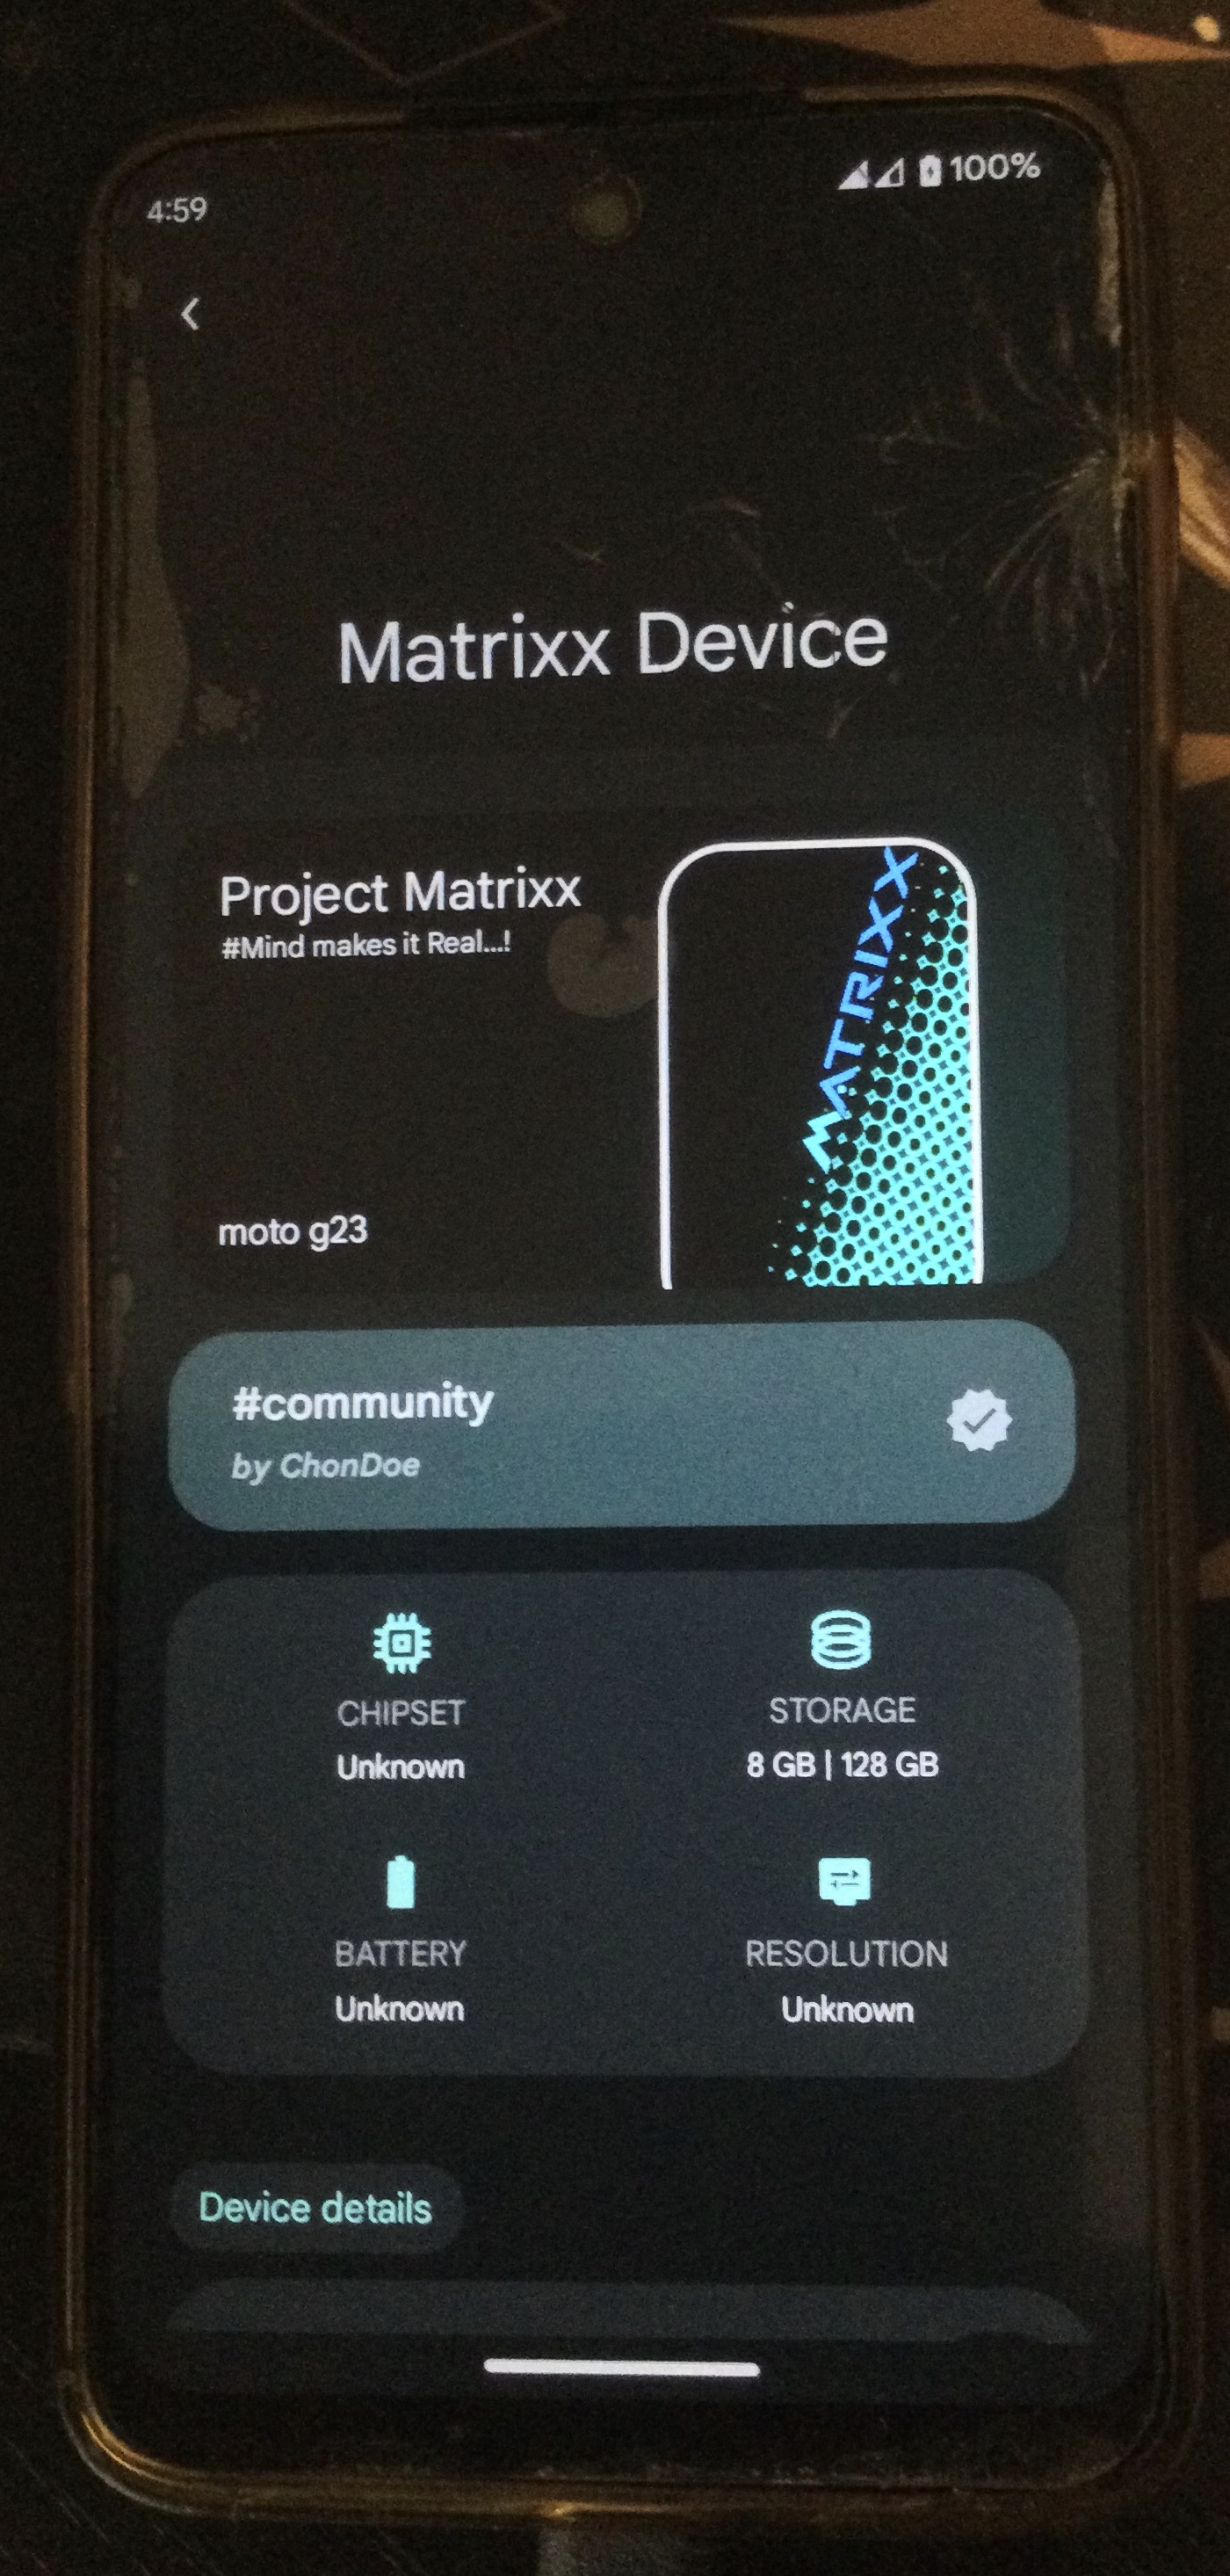 4:59
100%
Matrixx Device
Project Matrixx
#Mind makes it Real...!
MATRIXX
moto g23
#community
by ChonDoe
CHIPSET
STORAGE
Unknown
8 GB | 128 GB
BATTERY
RESOLUTION
Unknown
Unknown
Device details